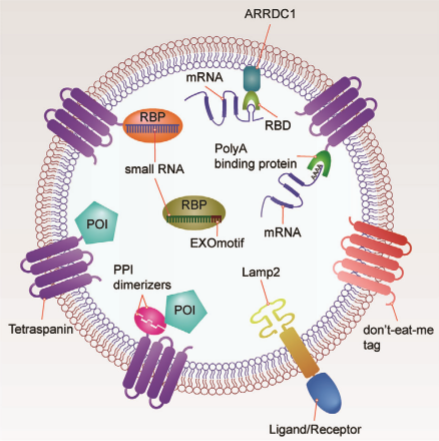 ARRDC1
mRNA
RBP
RBD
small RNA
PolyA
binding protein
RBP
EXOmotif
mRNA
POI
PPI
dimerizers
Lamp2
POI
Tetraspanin
don't-eat-me
tag
Ligand/Receptor